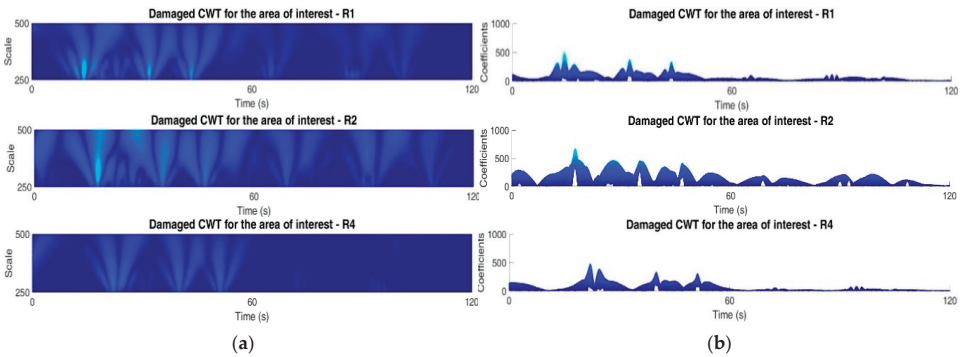 Damaged CWT for the area of interest - R1
500
Scale
250
0
60
120
Time (s)
Damaged CWT for the area of interest - R2
500
Scale
250
0
60
120
Time (s)
Damaged CWT for the area of interest - R4
500
Scale
250
0
60
120
Time (s)
(a)
Damaged CWT for the area of interest - R1
1000
500
0
Coefficients
0
60
120
Time (s)
Damaged CWT for the area of interest - R2
1000
500
0
Coefficients
0
60
120
Time (s)
Damaged CWT for the area of interest - R4
1000
500
0
Coefficients
0
60
120
Time (s)
(b)